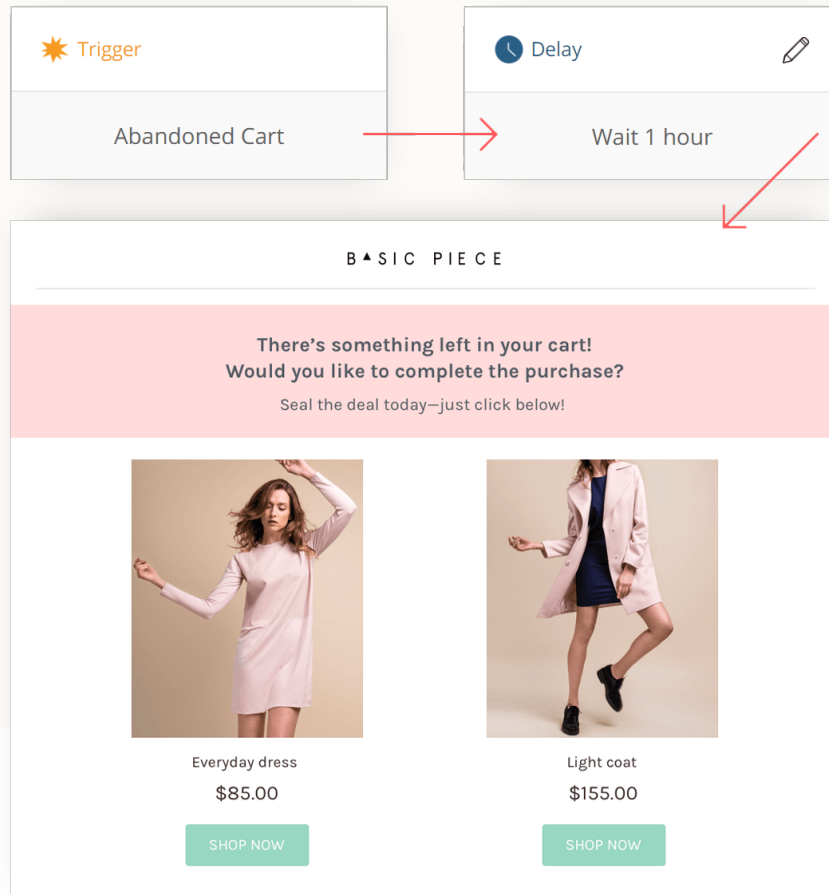 Trigger
Delay
Abandoned Cart
Wait 1 hour
B▲SIC PIECE
There’s something left in your cart!
Would you like to complete the purchase?
Seal the deal today—just click below!
Everyday dress
Light coat
$85.00
$155.00
SHOP NOW
SHOP NOW